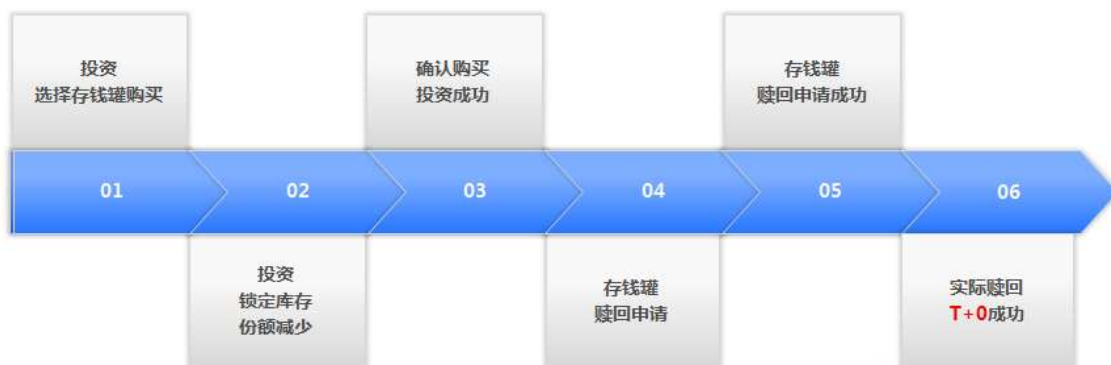 投资
选择存钱罐购买
确认购买
投资成功
存钱罐
赎回申请成功
01
02
03
04
05
06
投资
锁定库存
份额减少
存钱罐
赎回申请
实际赎回
T+0成功